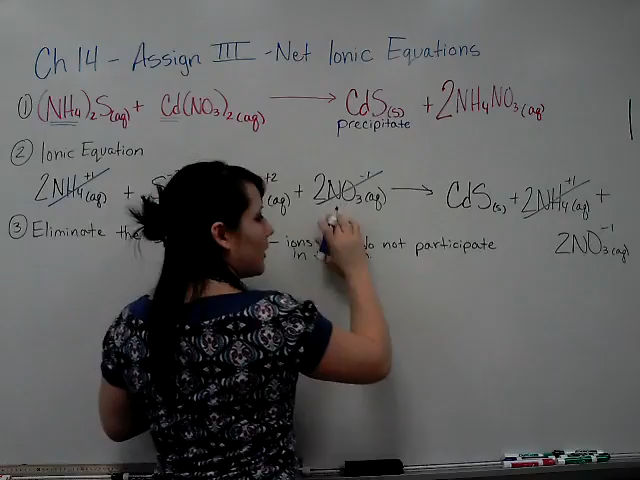 Ch 14 - Assign III - Net Ionic Equations
① (NH₄)₂S(aq) + Cd(NO₃)₂(aq) ⟶ CdS(s) + 2NH₄NO₃(aq)
precipitate
② Ionic Equation
2NH₄⁺¹(aq) + S ⁺²(aq) + 2NO₃⁻¹(aq) ⟶ CdS(s) + 2NH₄⁺¹(aq) +
2NO₃⁻¹(aq)
③ Eliminate the - ions not participate
in